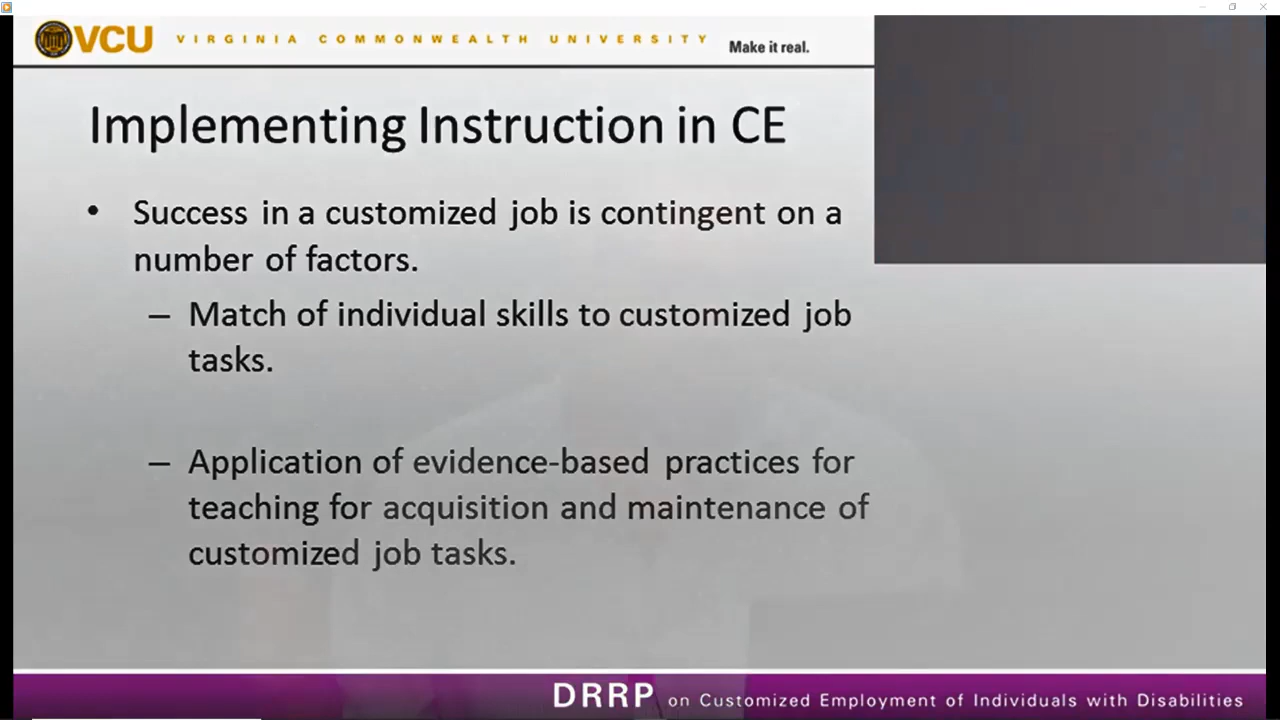 VCU VIRGINIA COMMONWEALTH UNIVERSITY Make it real.
Implementing Instruction in CE
• Success in a customized job is contingent on a
number of factors.
– Match of individual skills to customized job
tasks.
– Application of evidence-based practices for
teaching for acquisition and maintenance of
customized job tasks.
DRRP on Customized Employment of Individuals with Disabilities